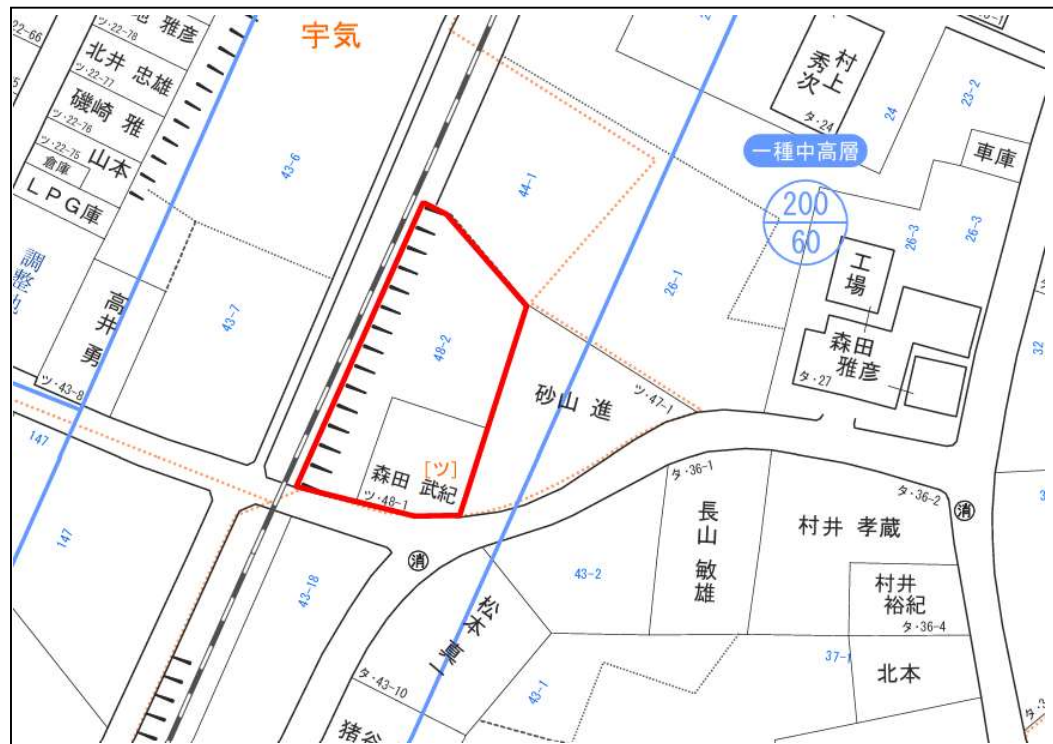 宇気
雅彦
ツ・22-78
北井 忠雄
ツ・22-77
磯崎 雅
ツ・22-76
山本
ツ・22-75
倉庫
LPG庫
調整池
高井 勇
ツ・43-8
43-6
43-7
44-1
48-2
26-1
村上 秀次
タ・24
24
23-2
一種中高層
200
60
車庫
26-3
26-3
工場
森田 雅彦
タ・27
32
砂山 進
ツ・47-1
[ツ]
森田 武紀
ツ・48-1
147
147
43-18
消
タ・36-1
長山 敏雄
タ・36-2
村井 孝蔵
消
村井 裕紀
タ・36-4
北本
37-1
43-2
43-1
松本 真一
タ・43-10
猪谷